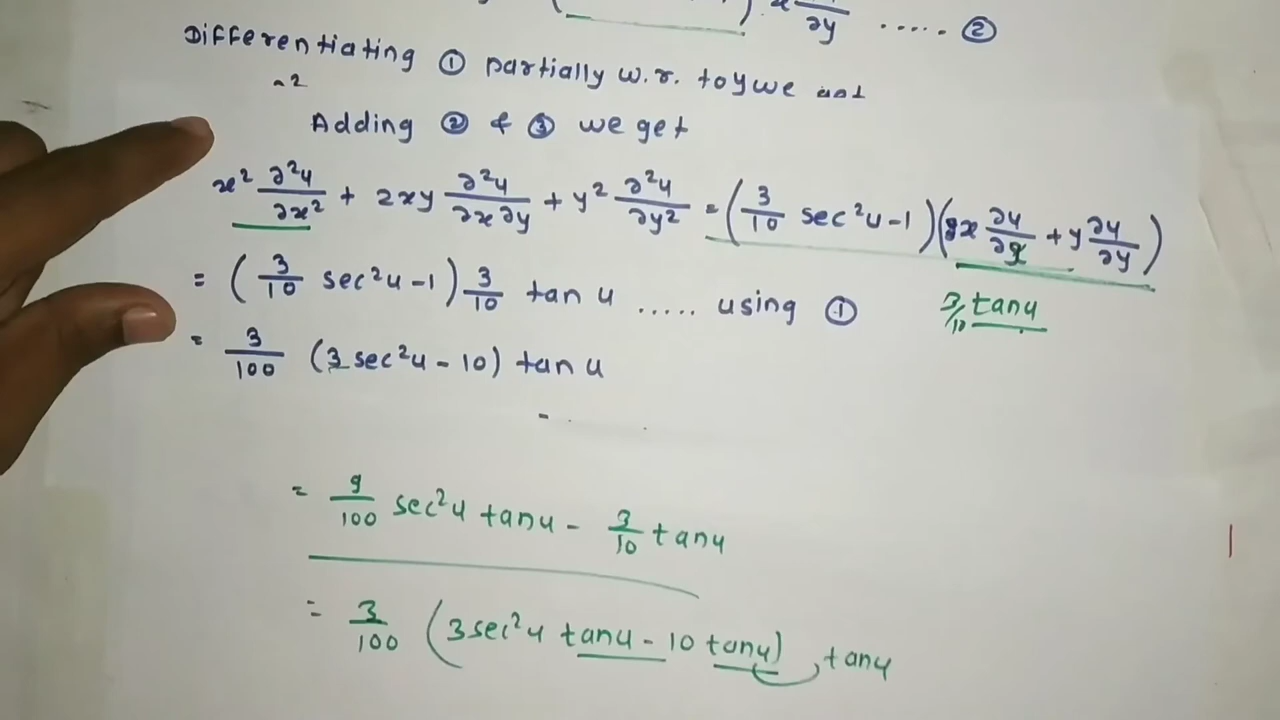 ∂y ..... ②
Differentiating ① partially w.r. to y we
Adding ② & ③ we get
x² ∂²u/∂x² + 2xy ∂²u/∂x∂y + y² ∂²u/∂y² = (3/10 sec²u - 1)(x ∂u/∂x + y ∂u/∂y)
= (3/10 sec²u - 1) 3/10 tan u ..... using ①
3/10 tanu
= 3/100 (3 sec²u - 10) tan u
= 9/100 sec²u tanu - 3/10 tanu
= 3/100 (3sec²u tanu - 10 tanu) tanu